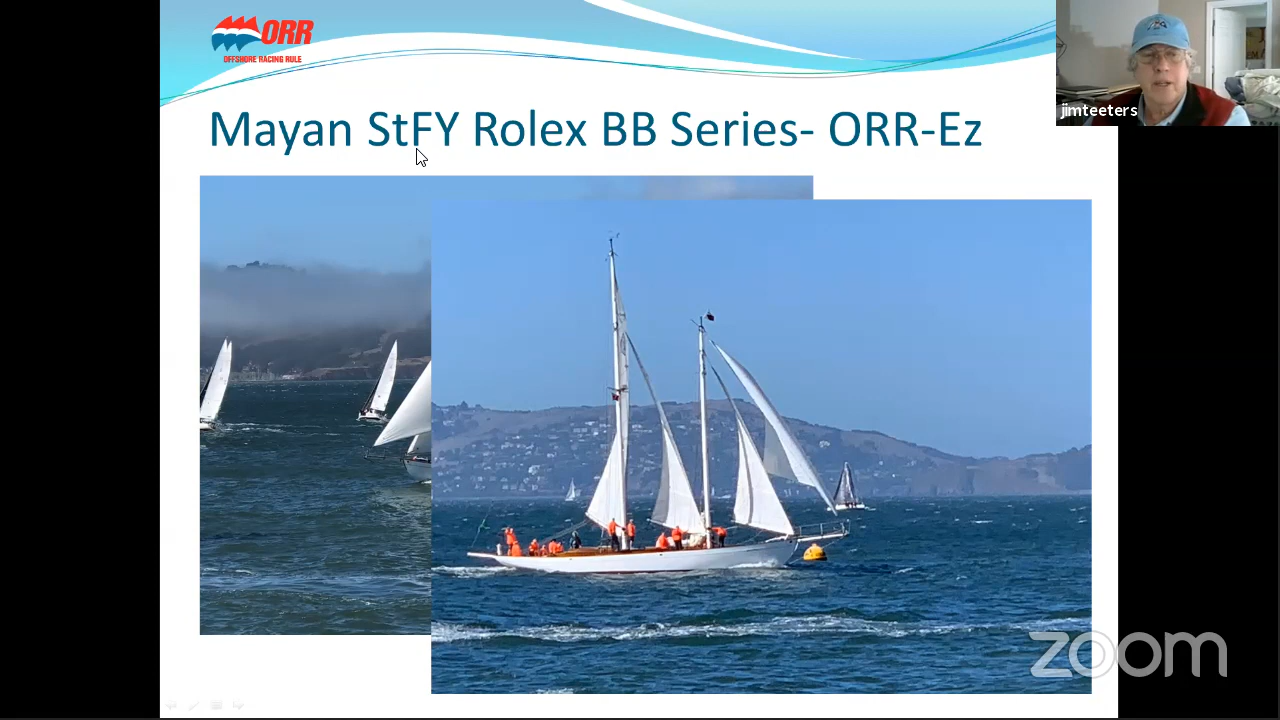 ORR
OFFSHORE RACING RULE
jimteeters
Mayan StFY Rolex BB Series- ORR-Ez
zoom